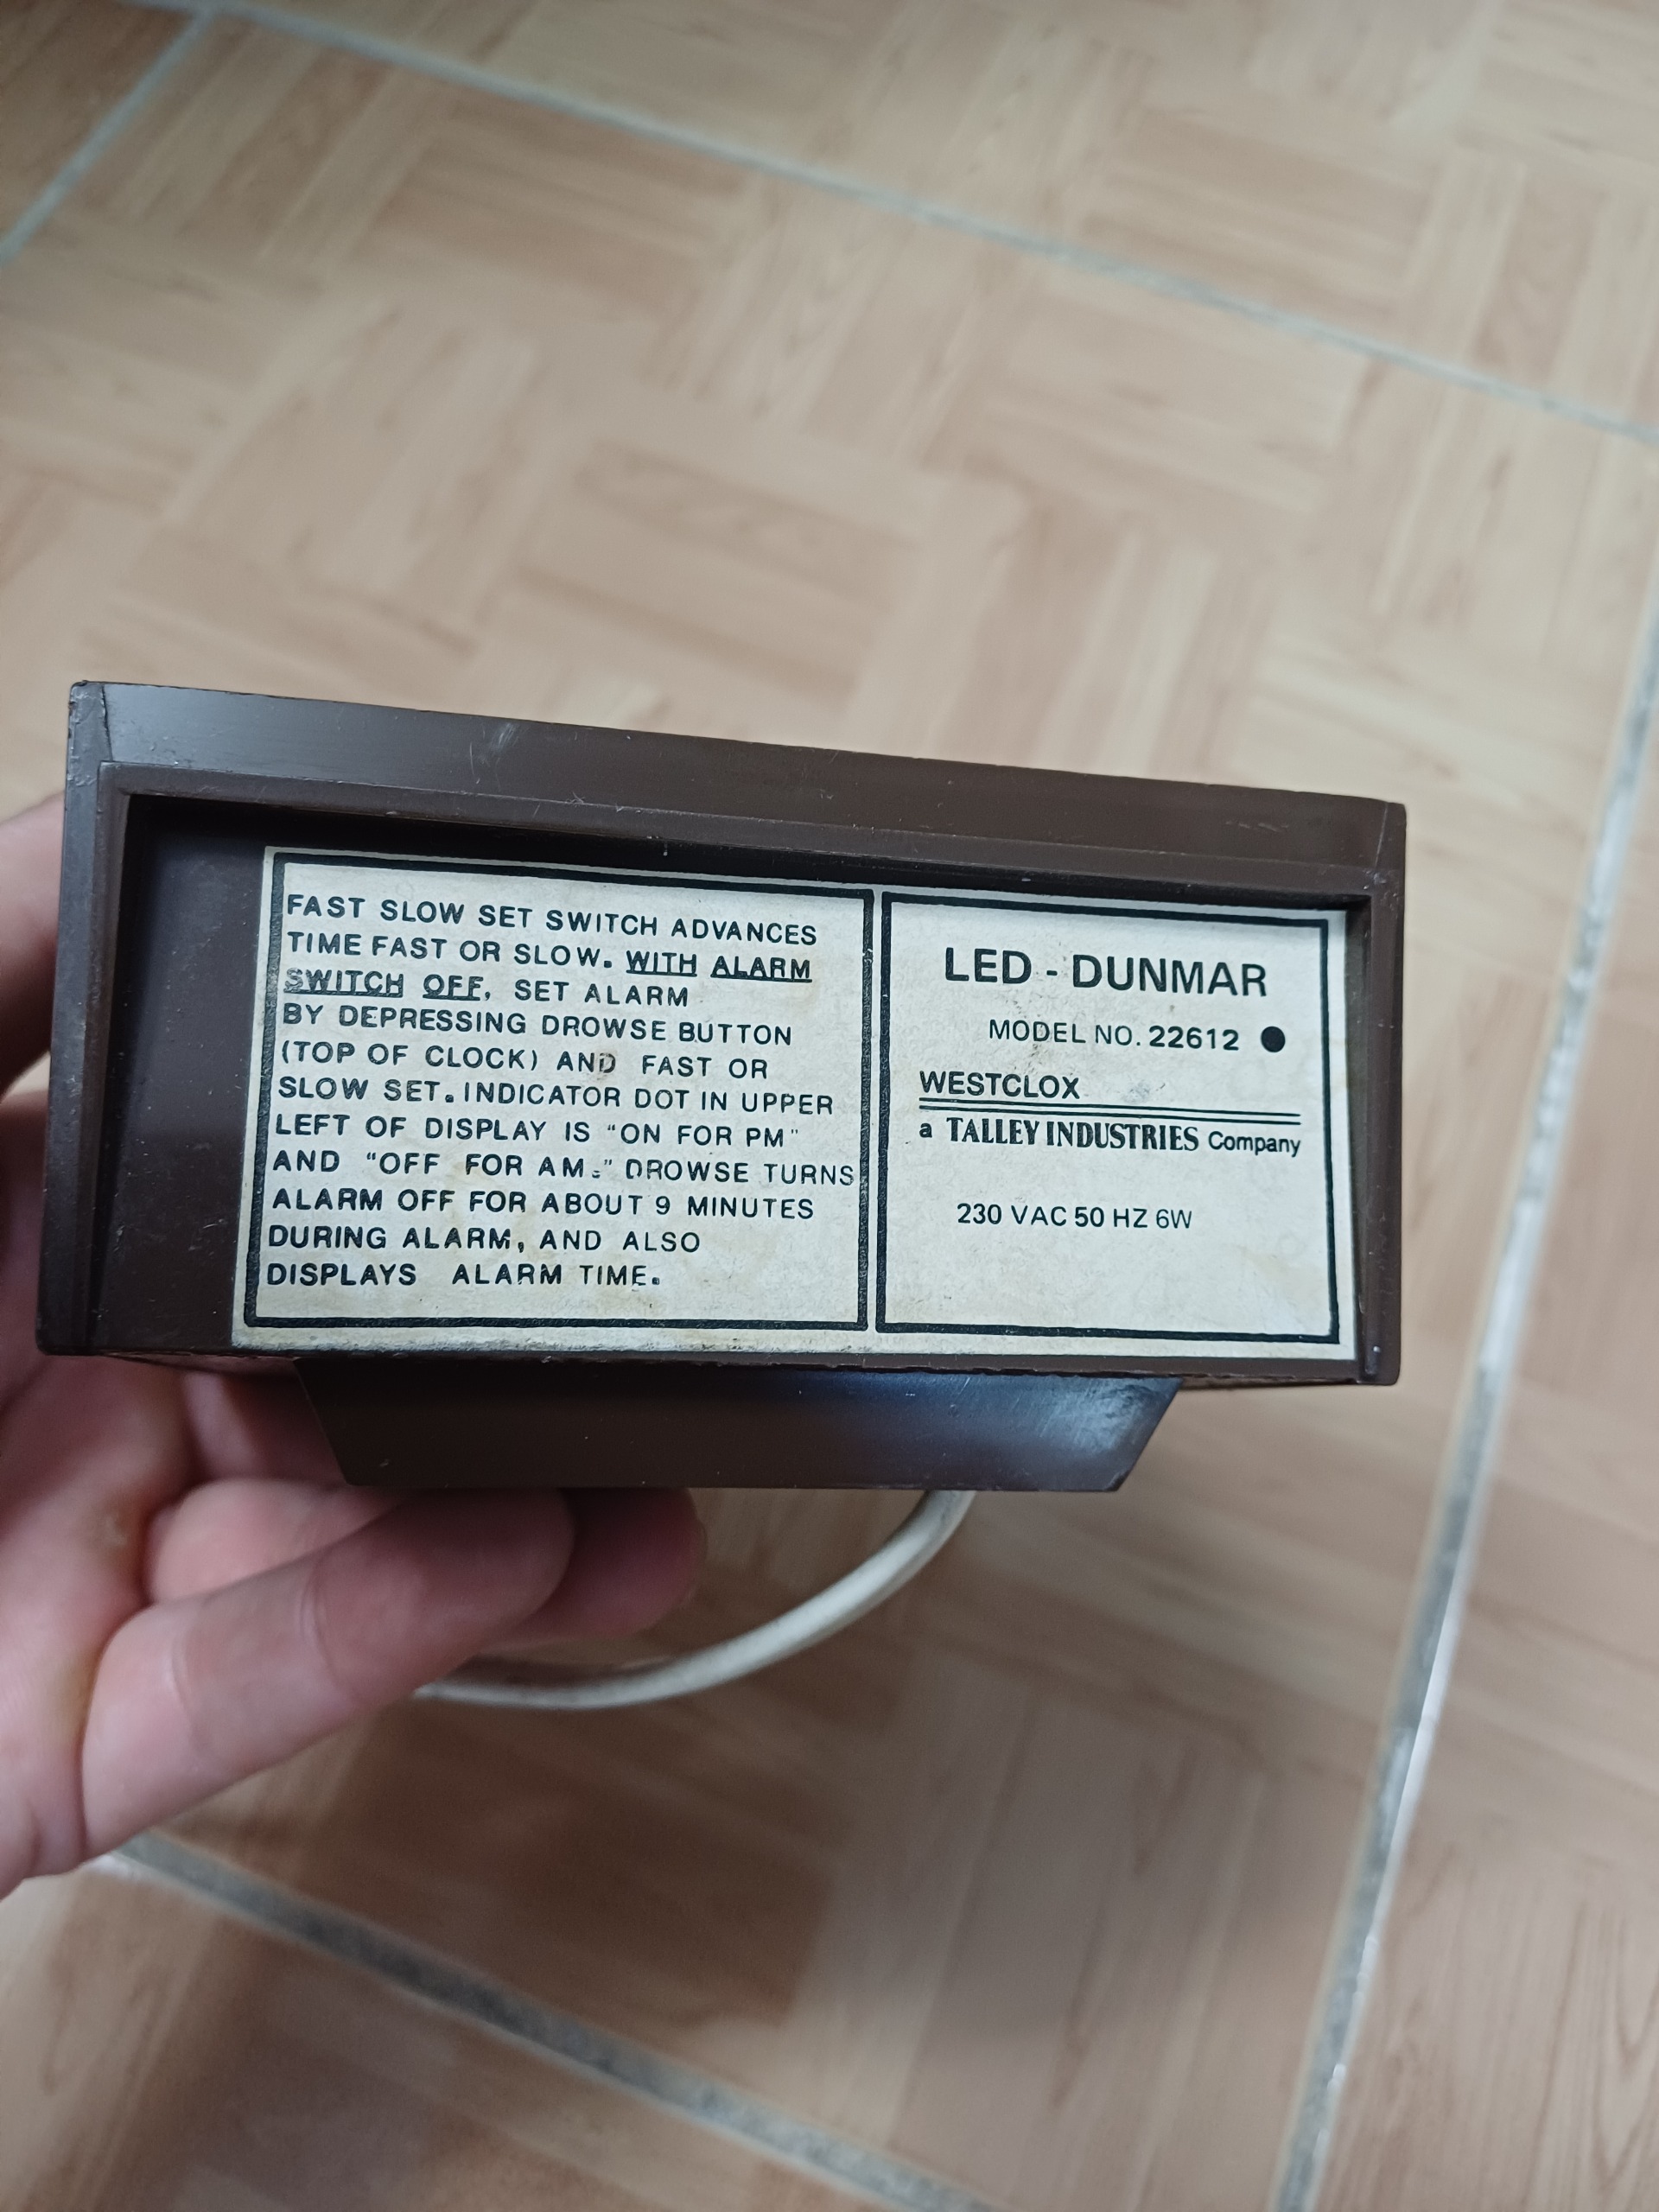 FAST SLOW SET SWITCH ADVANCES
TIME FAST OR SLOW. WITH ALARM
SWITCH OFF, SET ALARM
BY DEPRESSING DROWSE BUTTON
(TOP OF CLOCK) AND FAST OR
SLOW SET. INDICATOR DOT IN UPPER
LEFT OF DISPLAY IS "ON FOR PM"
AND "OFF FOR AM." DROWSE TURNS
ALARM OFF FOR ABOUT 9 MINUTES
DURING ALARM, AND ALSO
DISPLAYS ALARM TIME.
LED - DUNMAR
MODEL NO. 22612 ●
WESTCLOX
a TALLEY INDUSTRIES Company
230 VAC 50 HZ 6W